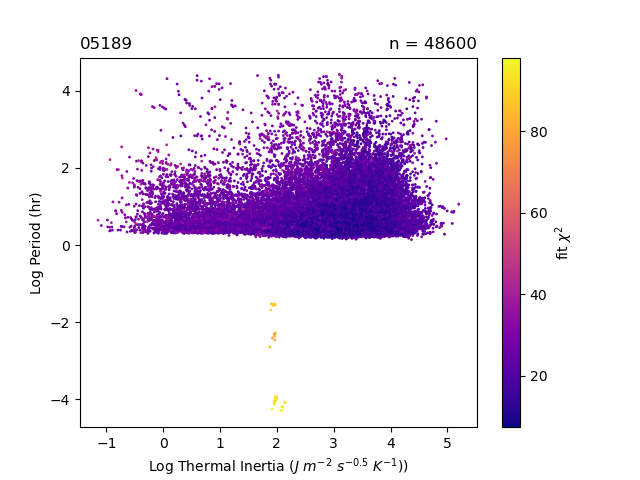 05189 n = 48600
4
2
0
−2
−4
Log Period (hr)
−1 0 1 2 3 4 5
Log Thermal Inertia (J m⁻² s⁻⁰·⁵ K⁻¹))
80
60
40
20
fit χ²